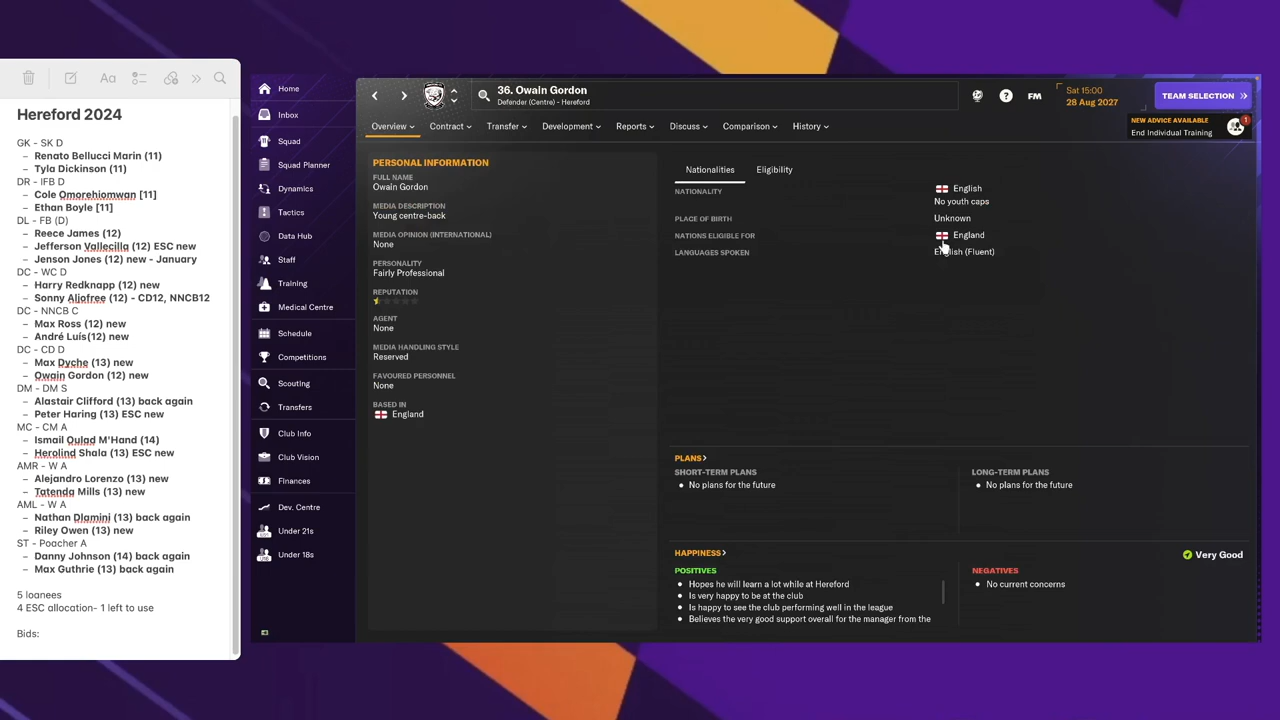 Hereford 2024
GK - SK D
– Renato Bellucci Marin (11)
– Tyla Dickinson (11)
DR - IFB D
– Cole Omorehiomwan [11]
– Ethan Boyle [11]
DL - FB (D)
– Reece James (12)
– Jefferson Vallecilla (12) ESC new
– Jenson Jones (12) new - January
DC - WC D
– Harry Redknapp (12) new
– Sonny Aljofree (12) - CD12, NNCB12
DC - NNCB C
– Max Ross (12) new
– André Luís(12) new
DC - CD D
– Max Dyche (13) new
– Owain Gordon (12) new
DM - DM S
– Alastair Clifford (13) back again
– Peter Haring (13) ESC new
MC - CM A
– Ismail Oulad M'Hand (14)
– Herolind Shala (13) ESC new
AMR - W A
– Alejandro Lorenzo (13) new
– Tatenda Mills (13) new
AML - W A
– Nathan Dlamini (13) back again
– Riley Owen (13) new
ST - Poacher A
– Danny Johnson (14) back again
– Max Guthrie (13) back again
5 loanees
4 ESC allocation- 1 left to use
Bids:
Home
Inbox
Squad
Squad Planner
Dynamics
Tactics
Data Hub
Staff
Training
Medical Centre
Schedule
Competitions
Scouting
Transfers
Club Info
Club Vision
Finances
Dev. Centre
Under 21s
Under 18s
36. Owain Gordon
Defender (Centre) - Hereford
FM
Sat 15:00
28 Aug 2027
TEAM SELECTION
NEW ADVICE AVAILABLE
End Individual Training
1
Overview Contract Transfer Development Reports Discuss Comparison History
PERSONAL INFORMATION
FULL NAME
Owain Gordon
MEDIA DESCRIPTION
Young centre-back
MEDIA OPINION (INTERNATIONAL)
None
PERSONALITY
Fairly Professional
REPUTATION
AGENT
None
MEDIA HANDLING STYLE
Reserved
FAVOURED PERSONNEL
None
BASED IN
England
Nationalities Eligibility
NATIONALITY English
No youth caps
PLACE OF BIRTH Unknown
NATIONS ELIGIBLE FOR England
LANGUAGES SPOKEN English (Fluent)
PLANS
SHORT-TERM PLANS
No plans for the future
LONG-TERM PLANS
No plans for the future
HAPPINESS
Very Good
POSITIVES
Hopes he will learn a lot while at Hereford
Is very happy to be at the club
Is happy to see the club performing well in the league
Believes the very good support overall for the manager from the
NEGATIVES
No current concerns